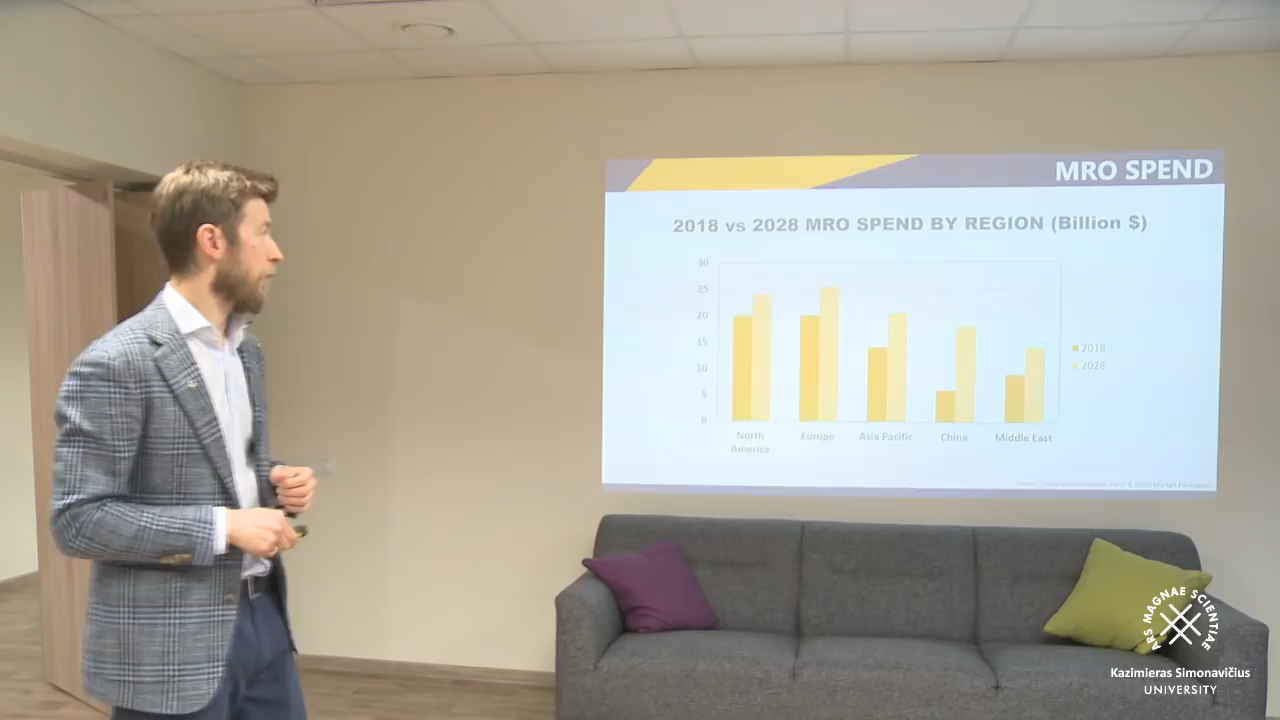 MRO SPEND
2018 vs 2028 MRO SPEND BY REGION (Billion $)
30
25
20
15
10
5
0
North
America
Europe
Asia Pacific
China
Middle East
2018
2028
ARS MAGNAE SCIENTIAE
Kazimieras Simonavičius
UNIVERSITY